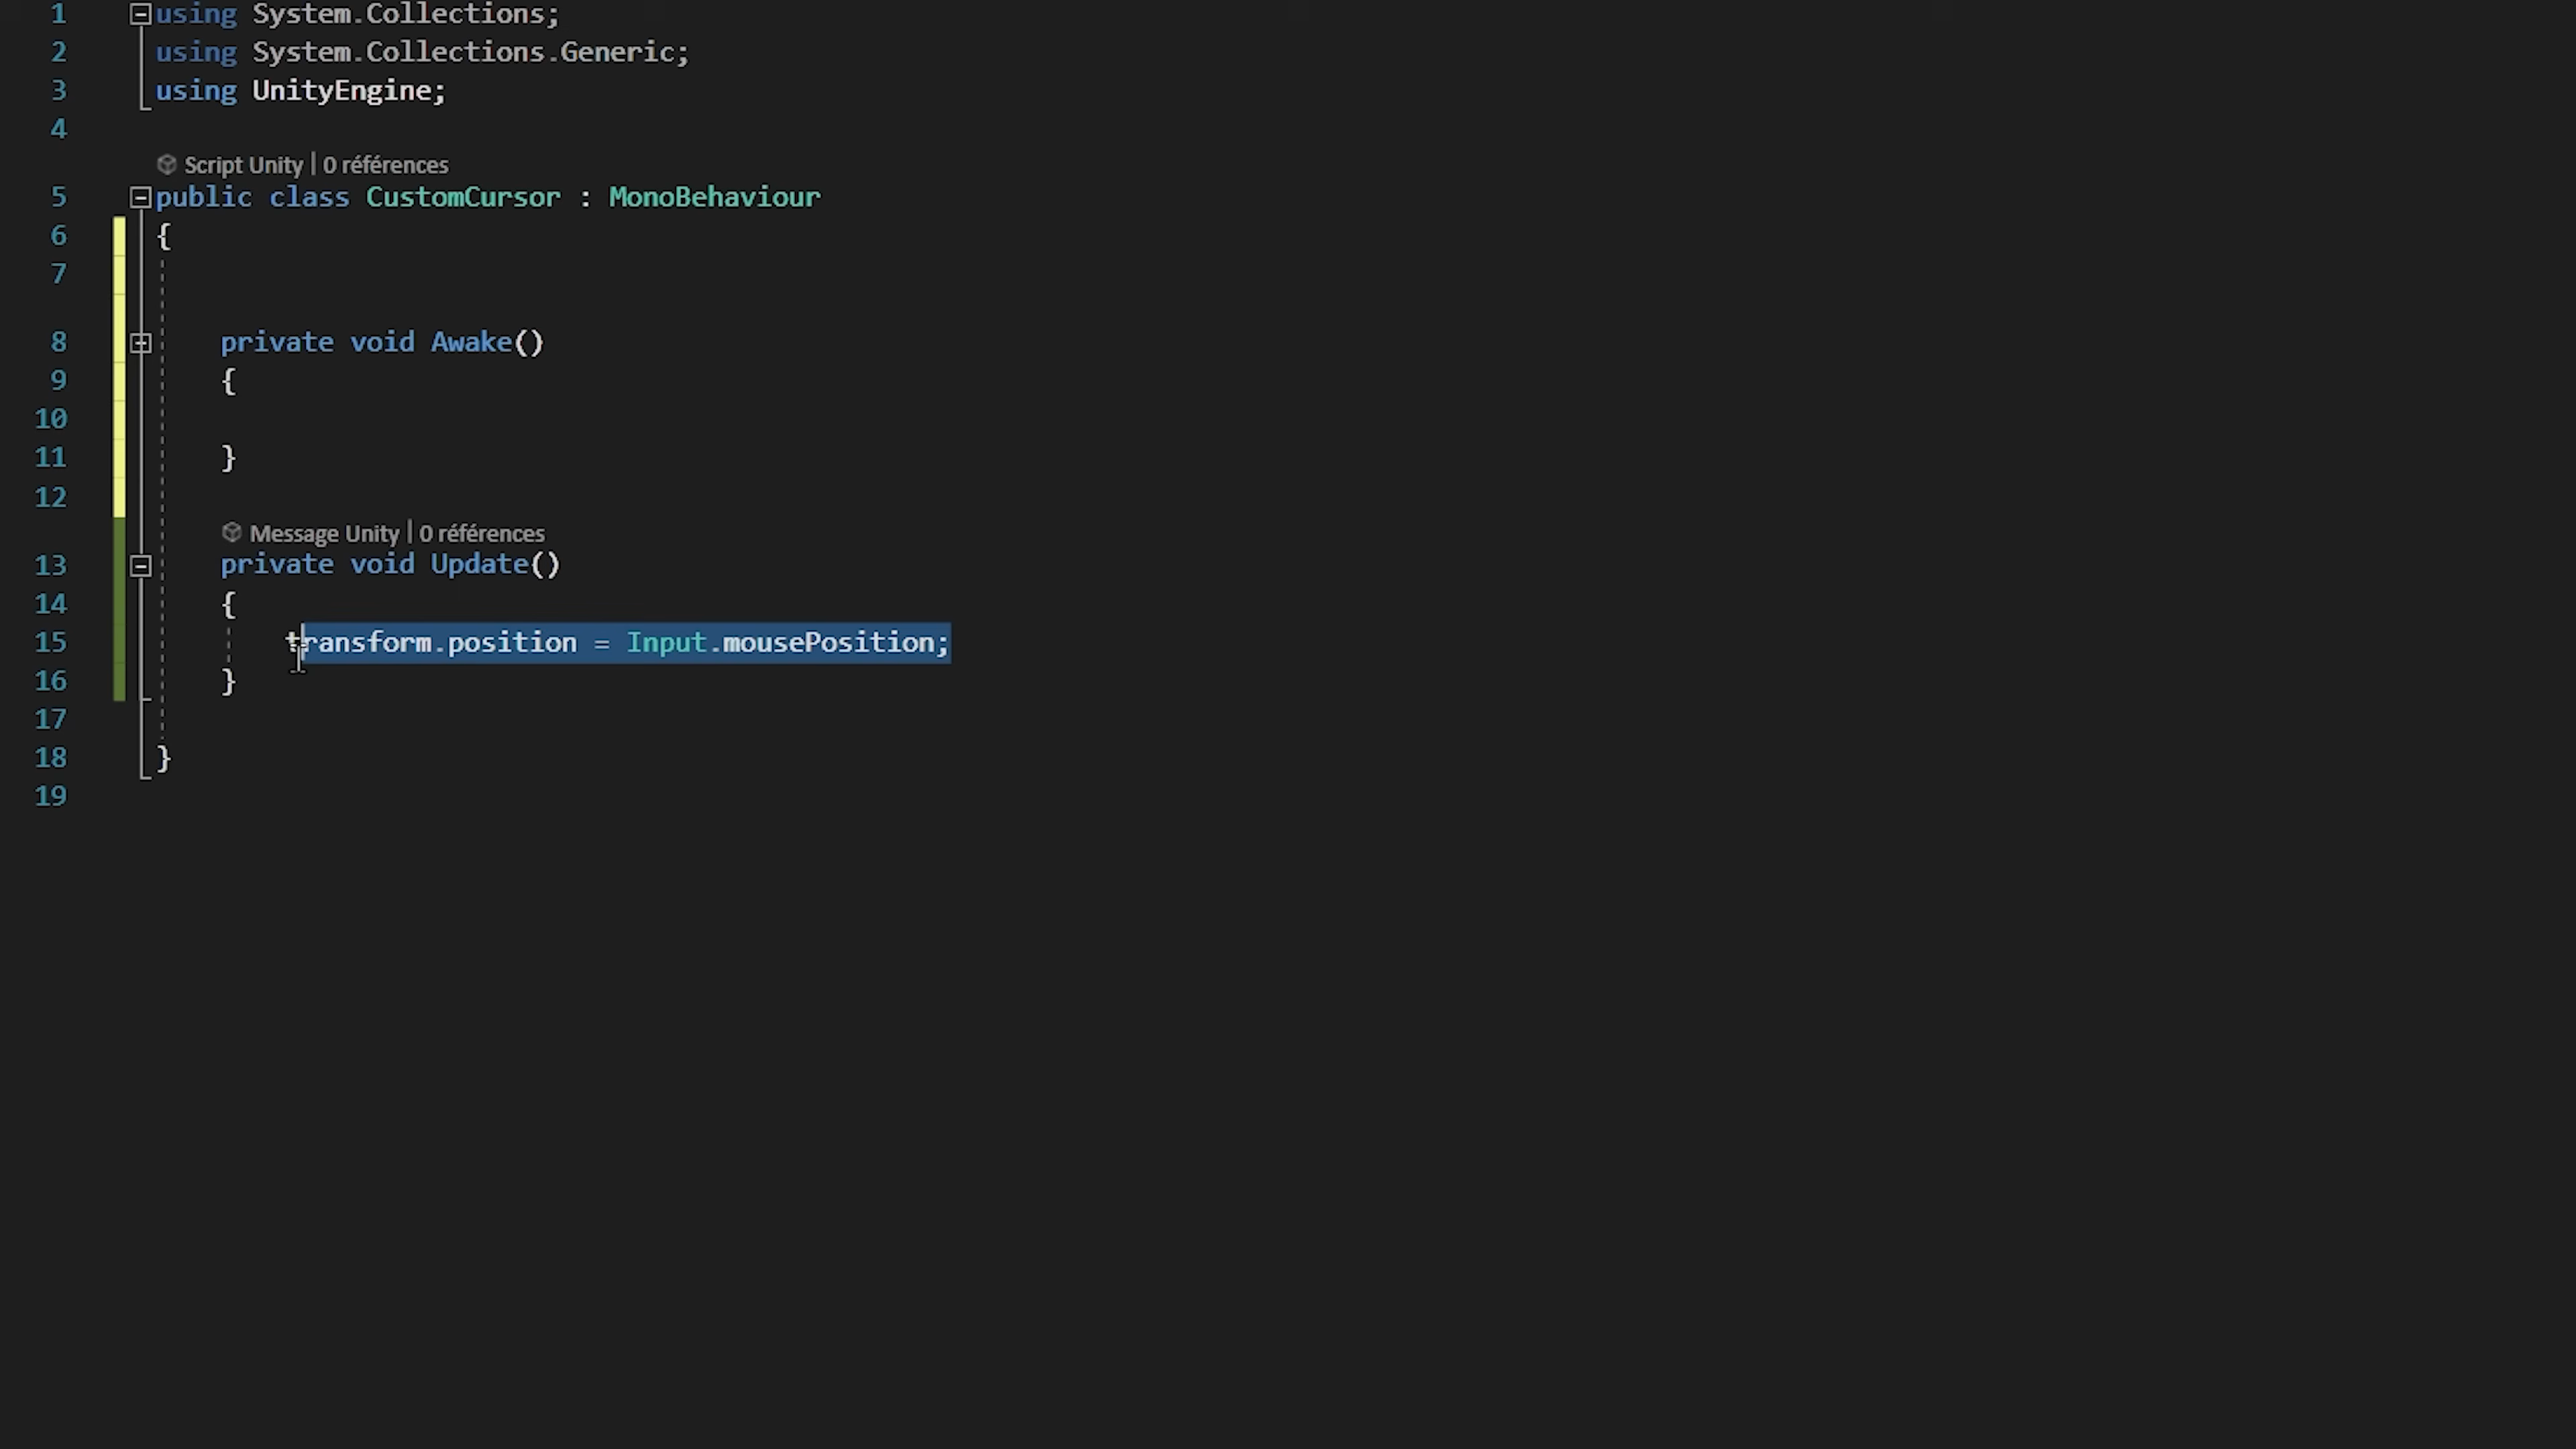 1 using System.Collections;
2 using System.Collections.Generic;
3 using UnityEngine;
4
Script Unity | 0 références
5 public class CustomCursor : MonoBehaviour
6 {
7
8 private void Awake()
9 {
10
11 }
12
Message Unity | 0 références
13 private void Update()
14 {
15 transform.position = Input.mousePosition;
16 }
17
18 }
19